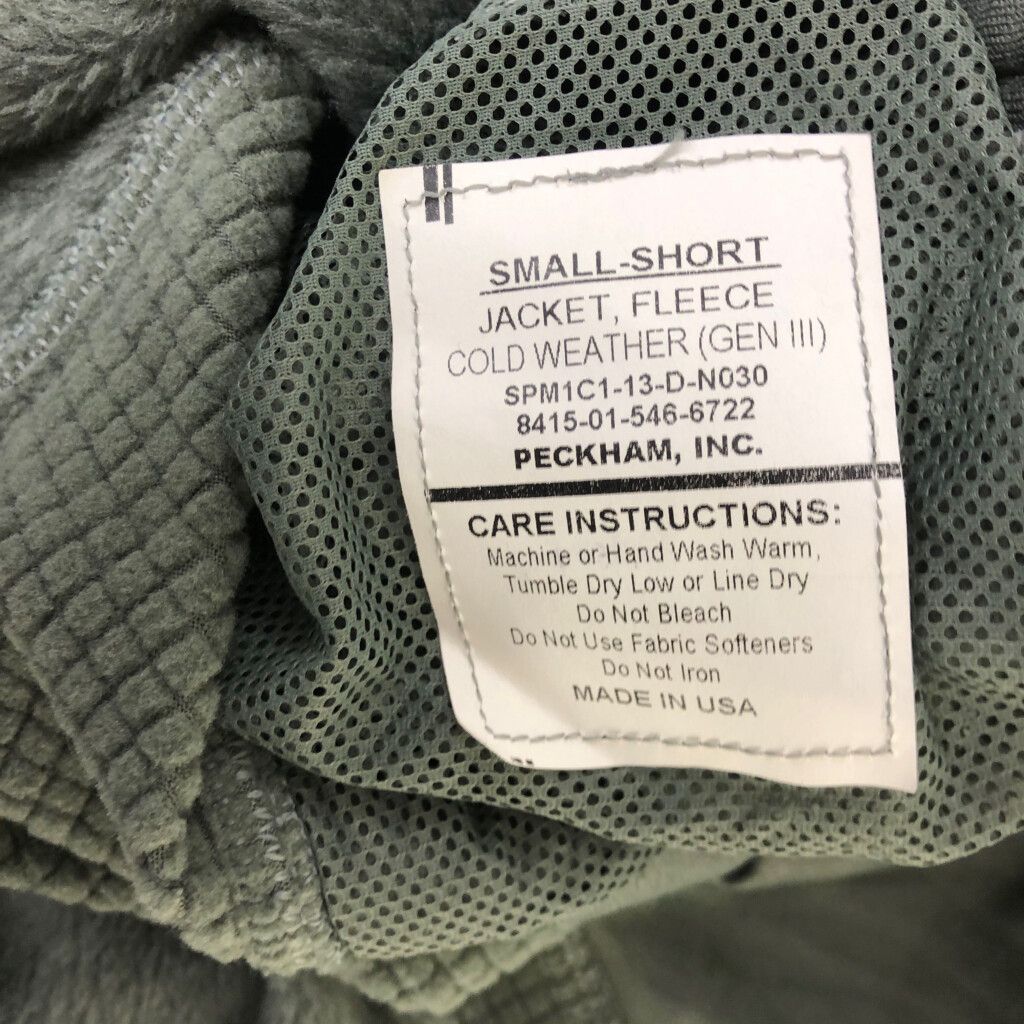 SMALL-SHORT
JACKET, FLEECE
COLD WEATHER (GEN III)
SPM1C1-13-D-N030
8415-01-546-6722
PECKHAM, INC.
CARE INSTRUCTIONS:
Machine or Hand Wash Warm,
Tumble Dry Low or Line Dry
Do Not Bleach
Do Not Use Fabric Softeners
Do Not Iron
MADE IN USA